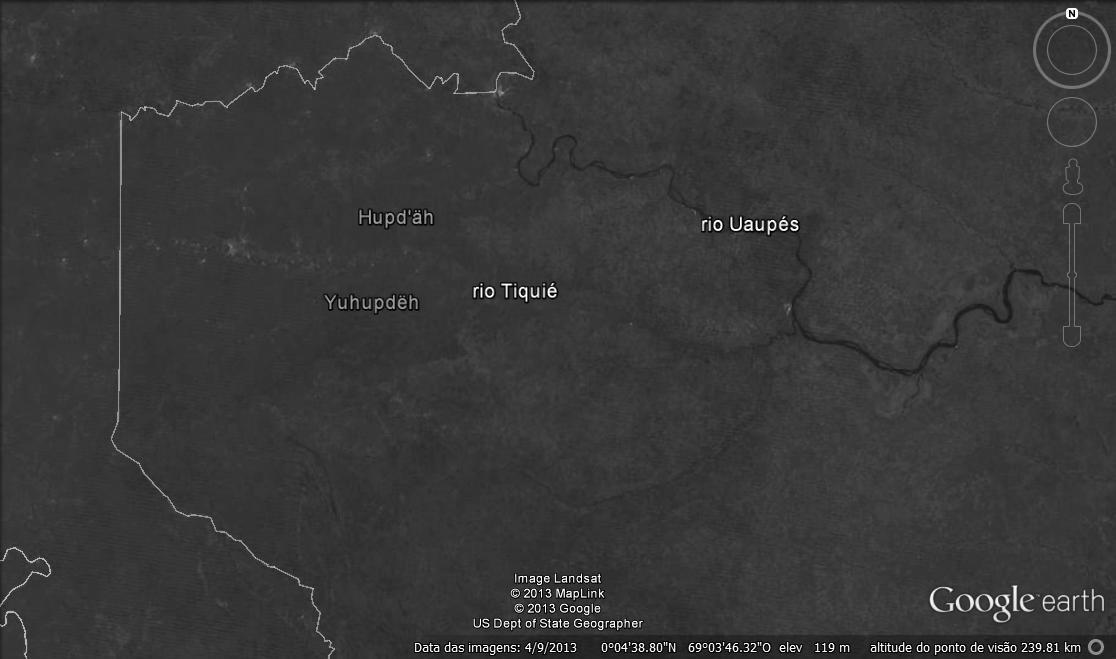 N
Hupd'äh
rio Uaupés
rio Tiquié
Yuhupdëh
Image Landsat
© 2013 MapLink
© 2013 Google
US Dept of State Geographer
Google earth
Data das imagens: 4/9/2013 0°04'38.80"N 69°03'46.32"O elev 119 m altitude do ponto de visão 239.81 km